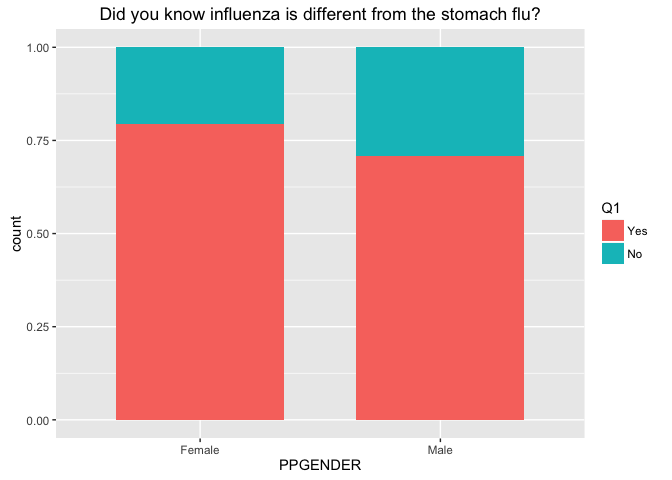 Did you know influenza is different from the stomach flu?
1.00
0.75
0.50
0.25
0.00
count
Female
Male
PPGENDER
Q1
Yes
No